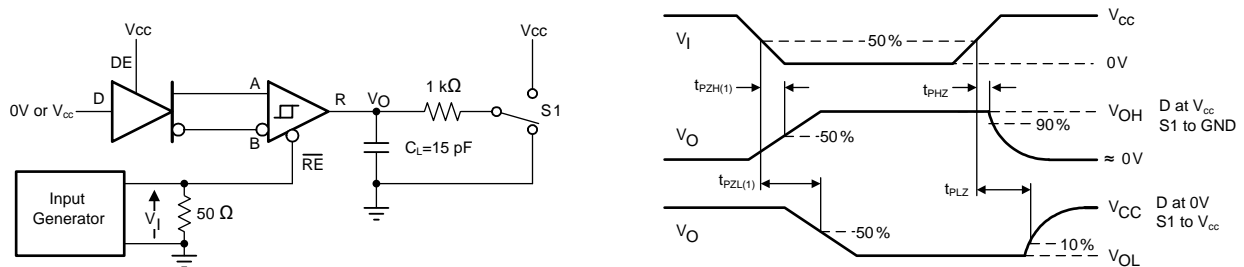 Vcc
DE
D
0V or Vcc
A
B
R
VO
1 kΩ
Vcc
S1
CL=15 pF
RE
Input
Generator
VI
50 Ω
VI
50%
VCC
0V
tPZH(1)
tPHZ
VO
50%
VOH
90%
≈ 0V
D at Vcc
S1 to GND
tPZL(1)
tPLZ
VO
50%
VCC
10%
VOL
D at 0V
S1 to Vcc